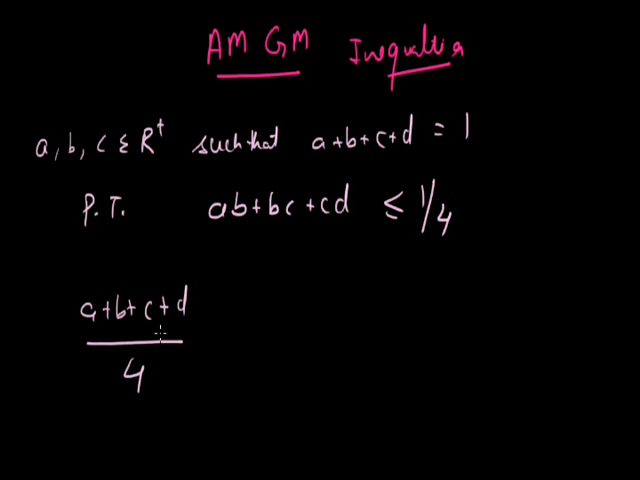 AM GM Inequality
a, b, c ε R⁺ such that a+b+c+d = 1
P.T. ab+bc+cd ≤ 1/4
a+b+c+d
4